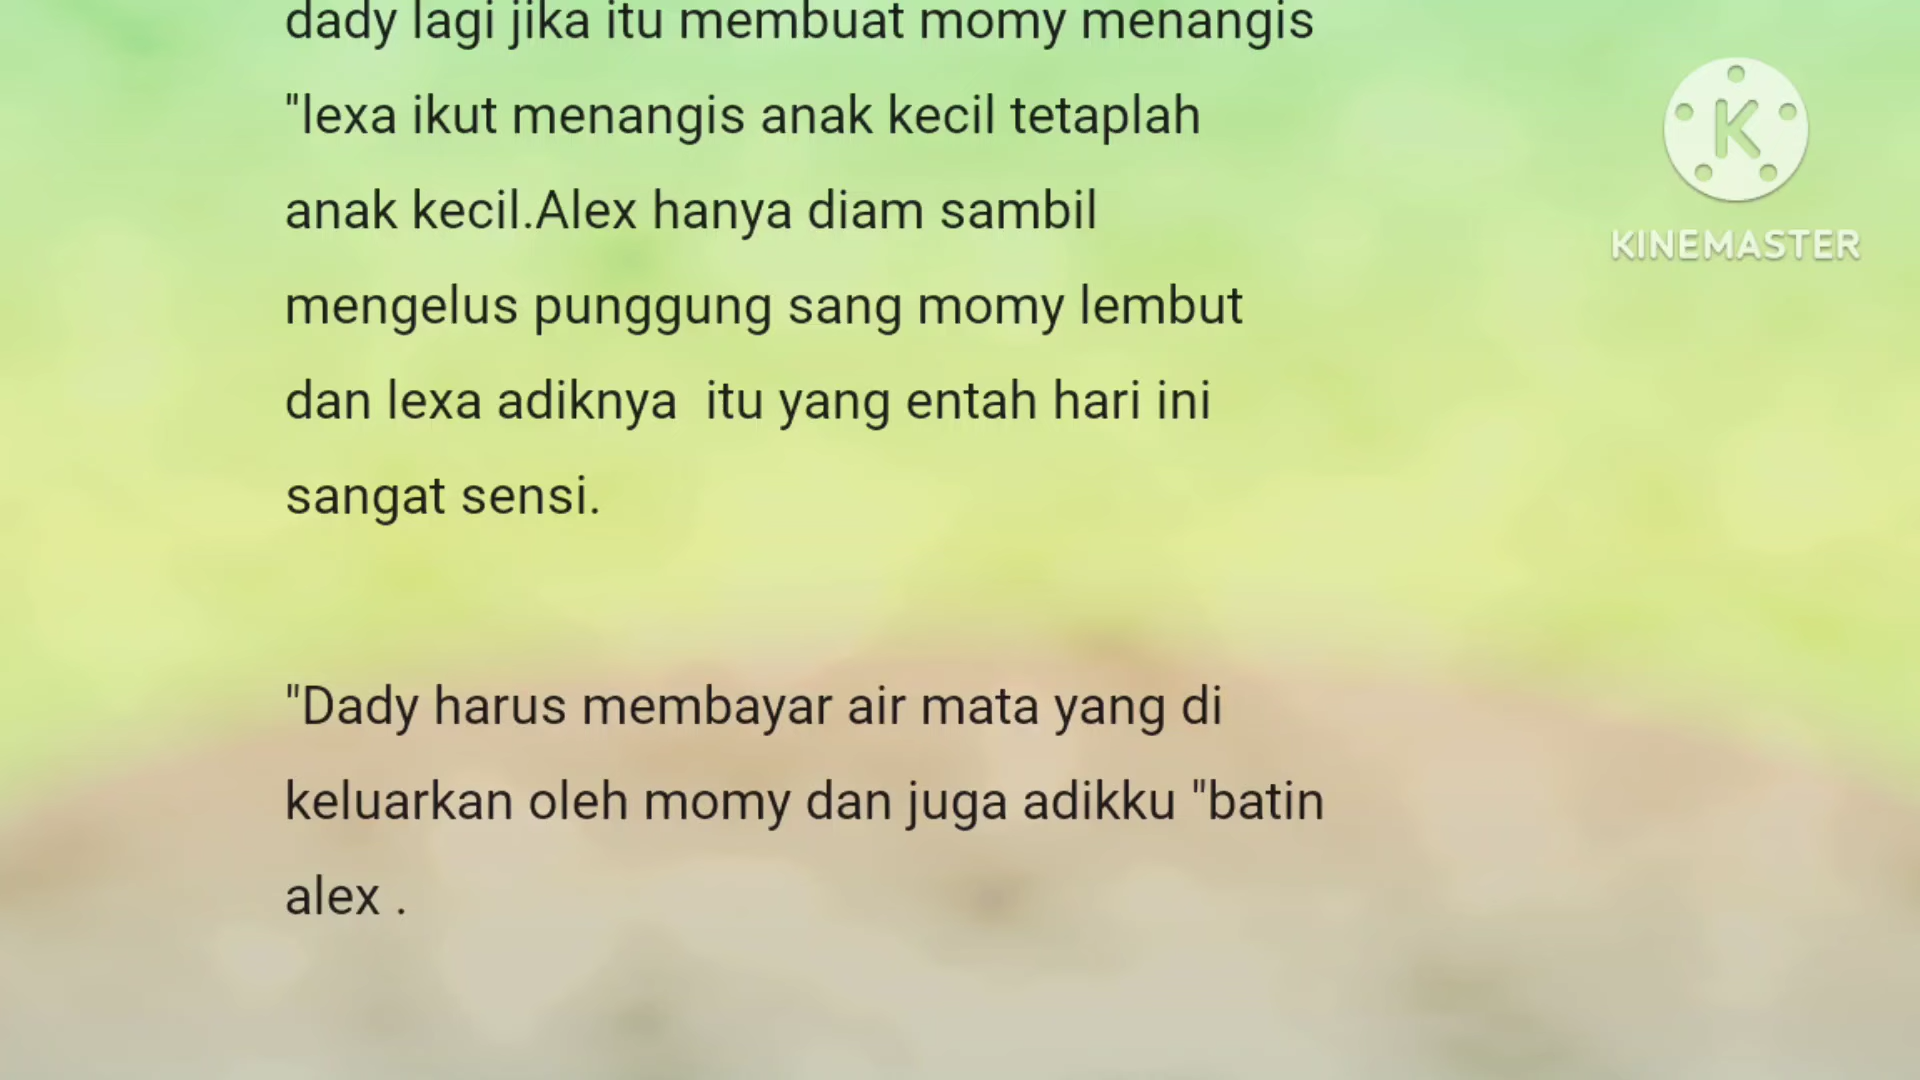 dady lagi jika itu membuat momy menangis
"lexa ikut menangis anak kecil tetaplah
anak kecil.Alex hanya diam sambil
mengelus punggung sang momy lembut
dan lexa adiknya  itu yang entah hari ini
sangat sensi.
"Dady harus membayar air mata yang di
keluarkan oleh momy dan juga adikku "batin
alex .
K
KINEMASTER